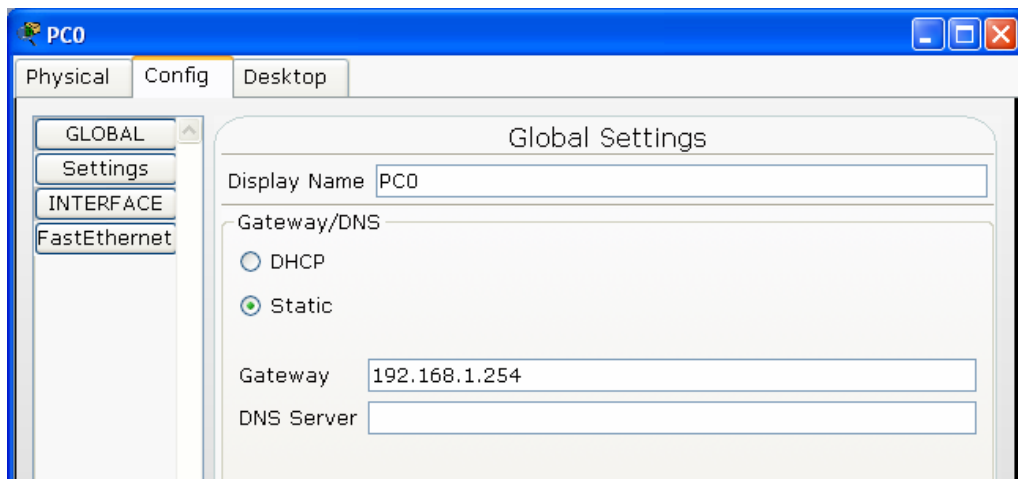 PC0
Physical Config Desktop
GLOBAL
Settings
INTERFACE
FastEthernet
Global Settings
Display Name PC0
Gateway/DNS
DHCP
Static
Gateway 192.168.1.254
DNS Server